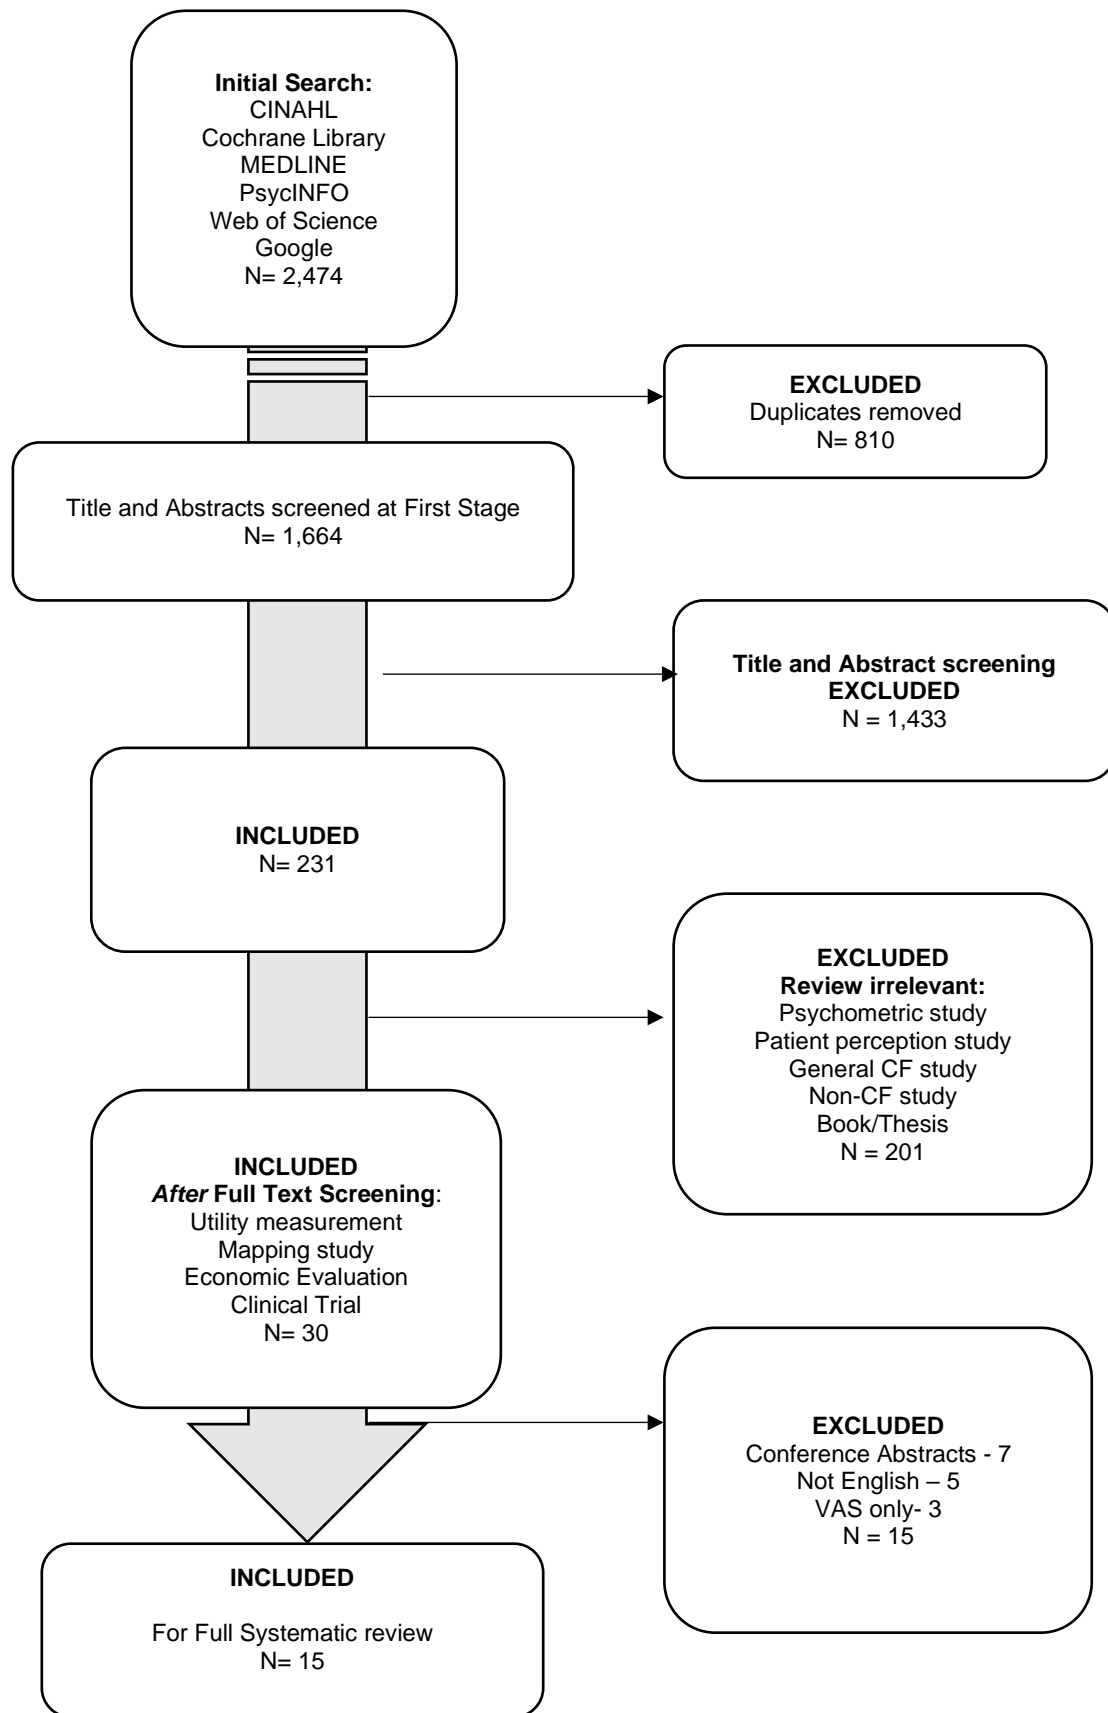 Initial Search:
CINAHL
Cochrane Library
MEDLINE
PsycINFO
Web of Science
Google
N= 2,474
EXCLUDED
Duplicates removed
N= 810
Title and Abstracts screened at First Stage
N= 1,664
Title and Abstract screening
EXCLUDED
N = 1,433
INCLUDED
N= 231
EXCLUDED
Review irrelevant:
Psychometric study
Patient perception study
General CF study
Non-CF study
Book/Thesis
N = 201
INCLUDED
After Full Text Screening:
Utility measurement
Mapping study
Economic Evaluation
Clinical Trial
N= 30
EXCLUDED
Conference Abstracts - 7
Not English – 5
VAS only- 3
N = 15
INCLUDED
For Full Systematic review
N= 15